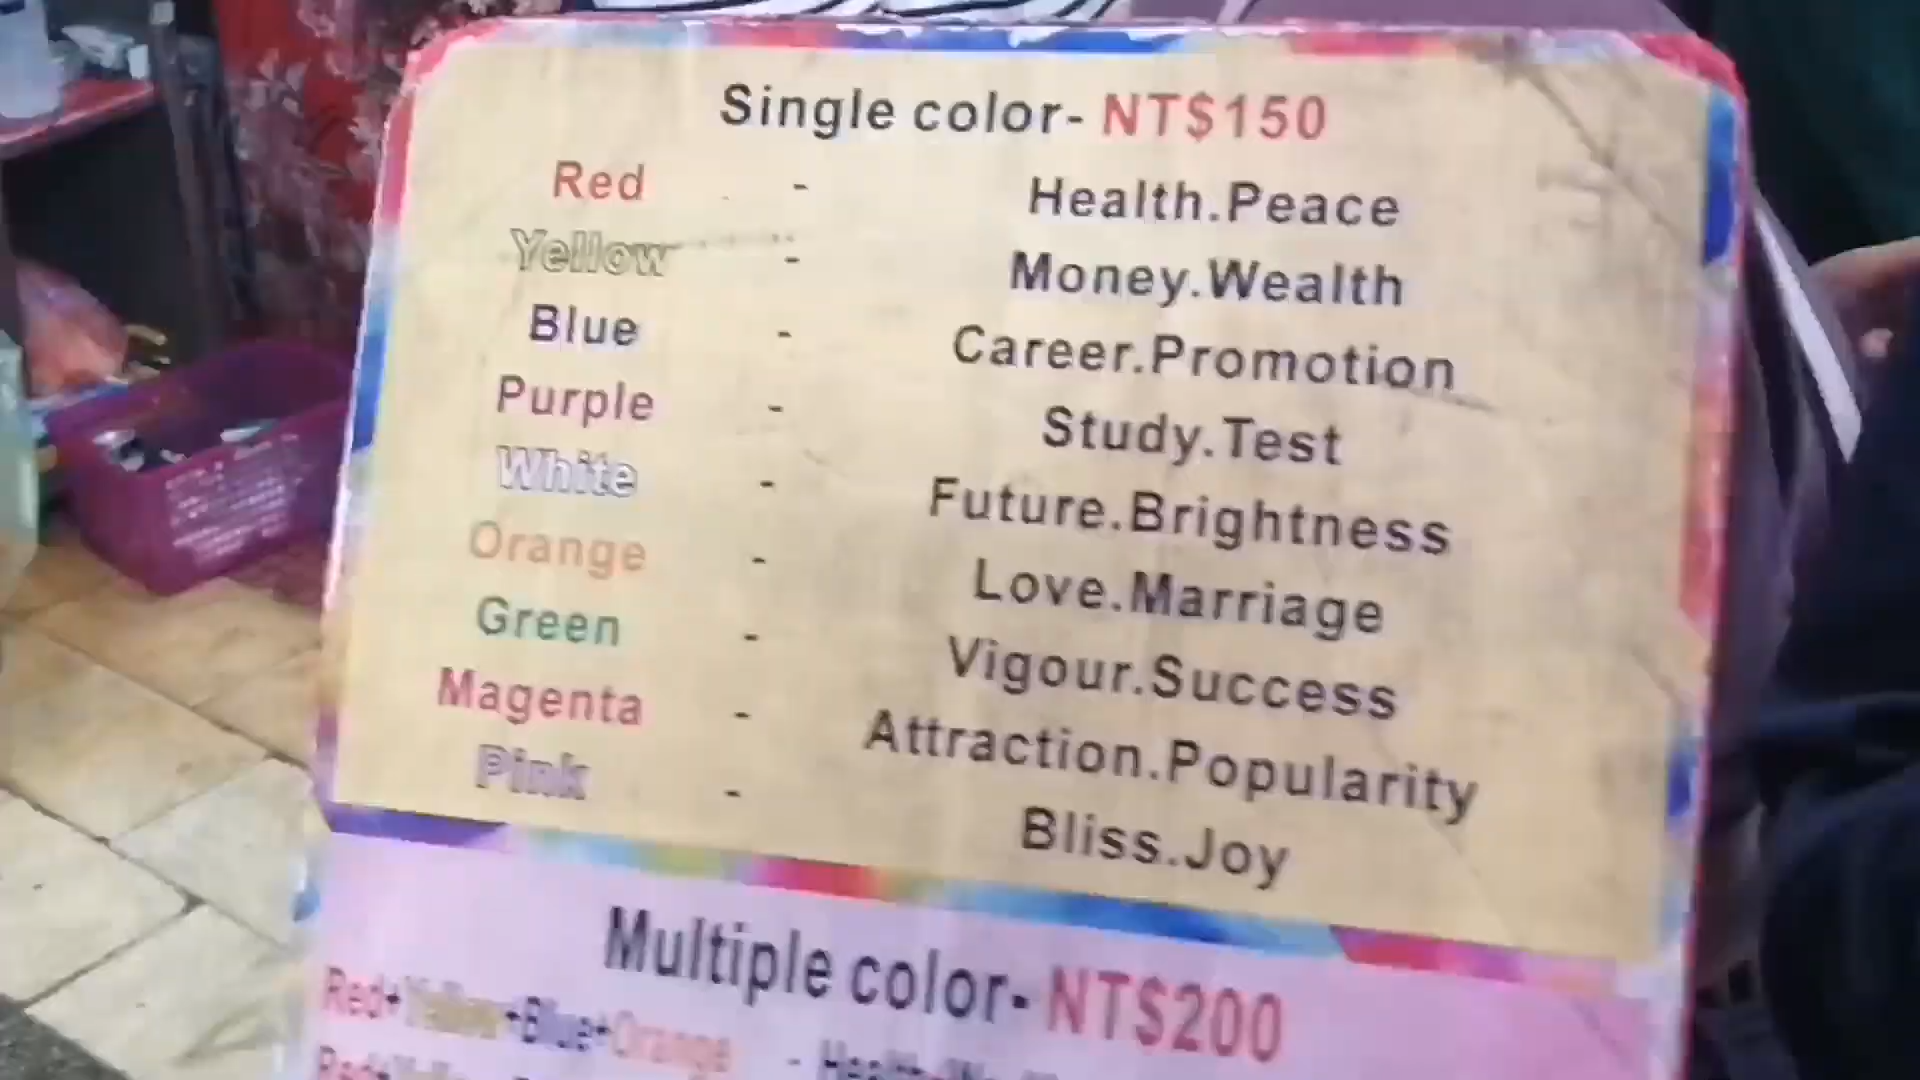 Single color- NT$150
Red - Health.Peace
Yellow - Money.Wealth
Blue - Career.Promotion
Purple - Study.Test
White - Future.Brightness
Orange - Love.Marriage
Green - Vigour.Success
Magenta - Attraction.Popularity
Pink - Bliss.Joy
Multiple color- NT$200
Red+Yellow+Blue+Orange -